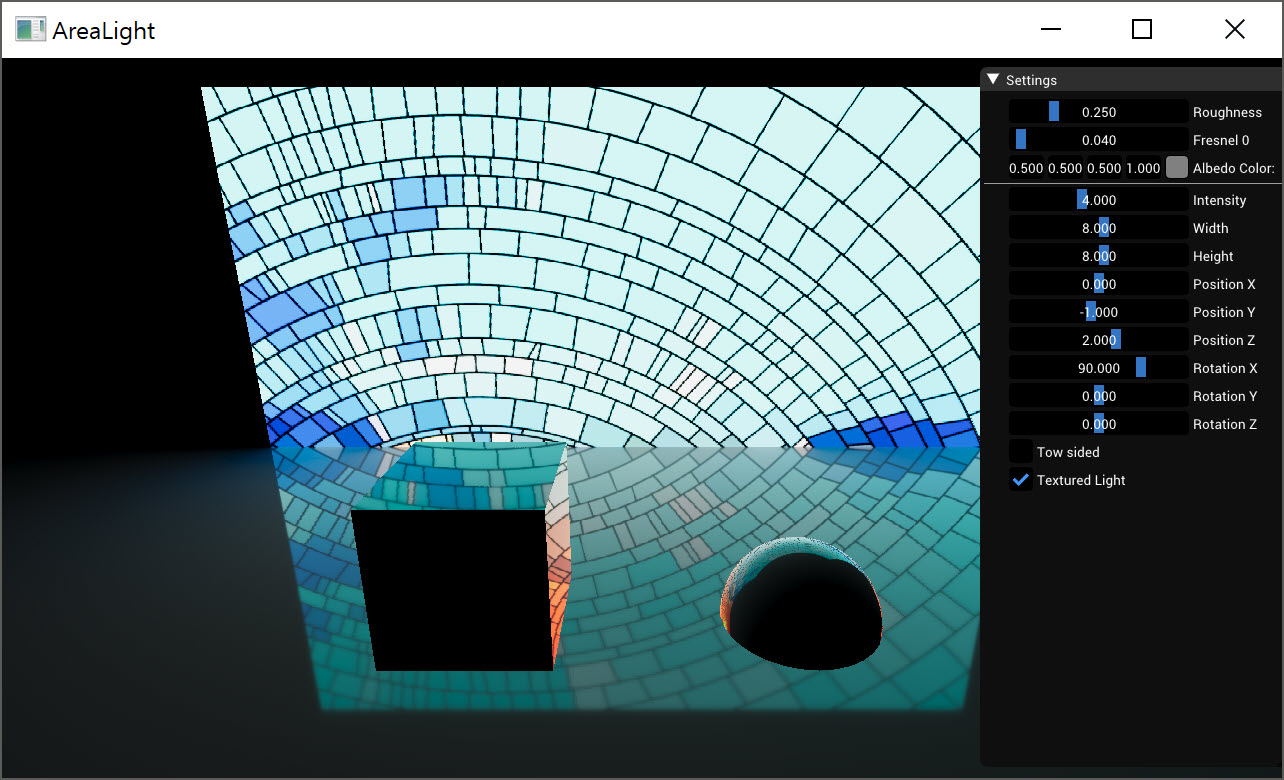 AreaLight
Settings
0.250 Roughness
0.040 Fresnel 0
0.500 0.500 0.500 1.000 Albedo Color:
4.000 Intensity
8.000 Width
8.000 Height
0.000 Position X
-1.000 Position Y
2.000 Position Z
90.000 Rotation X
0.000 Rotation Y
0.000 Rotation Z
Tow sided
Textured Light